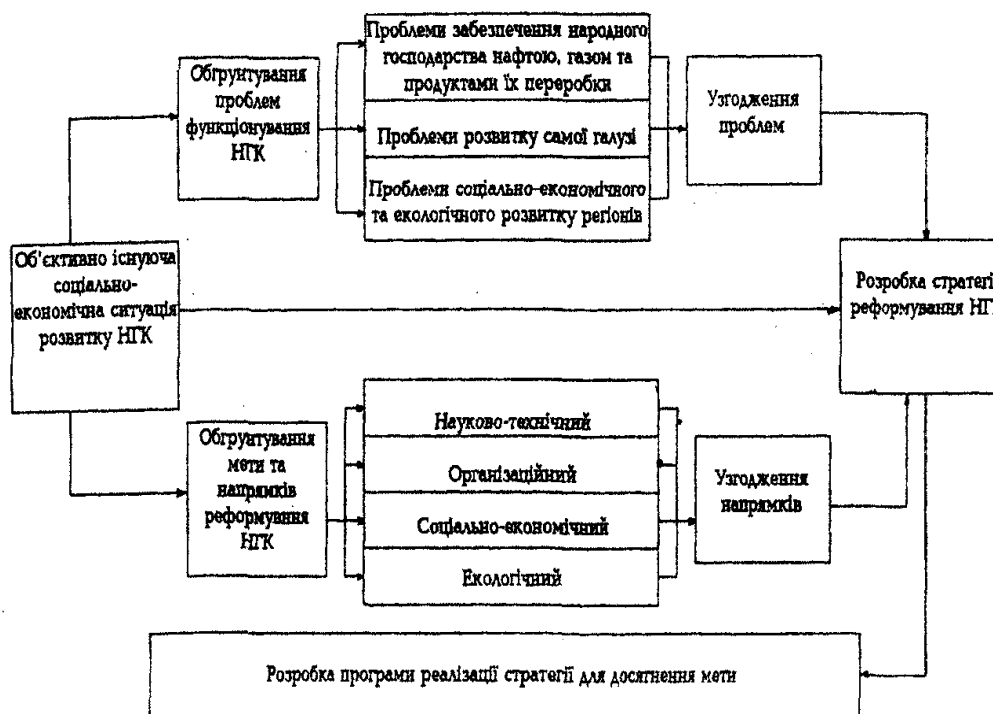 Проблеми забезпечення народного
господарства нафтою, газом та
продуктами їх переробки
Обгрунтування
проблем
функціонування
НГК
Проблеми розвитку самої галузі
Узгодження
проблем
Проблеми соціально-економічного
та екологічного розвитку регіонів
Об'єктивно існуюча
соціально-
економічна ситуація
розвитку НГК
Розробка стратегі
реформування НГК
Обгрунтування
мети та
напрямків
реформувння
НГК
Науково-технічний
Організаційний
Соціально-економічний
Екологічний
Узгодження
напрямків
Розробка програми реалізації стратегії для досягнення мети